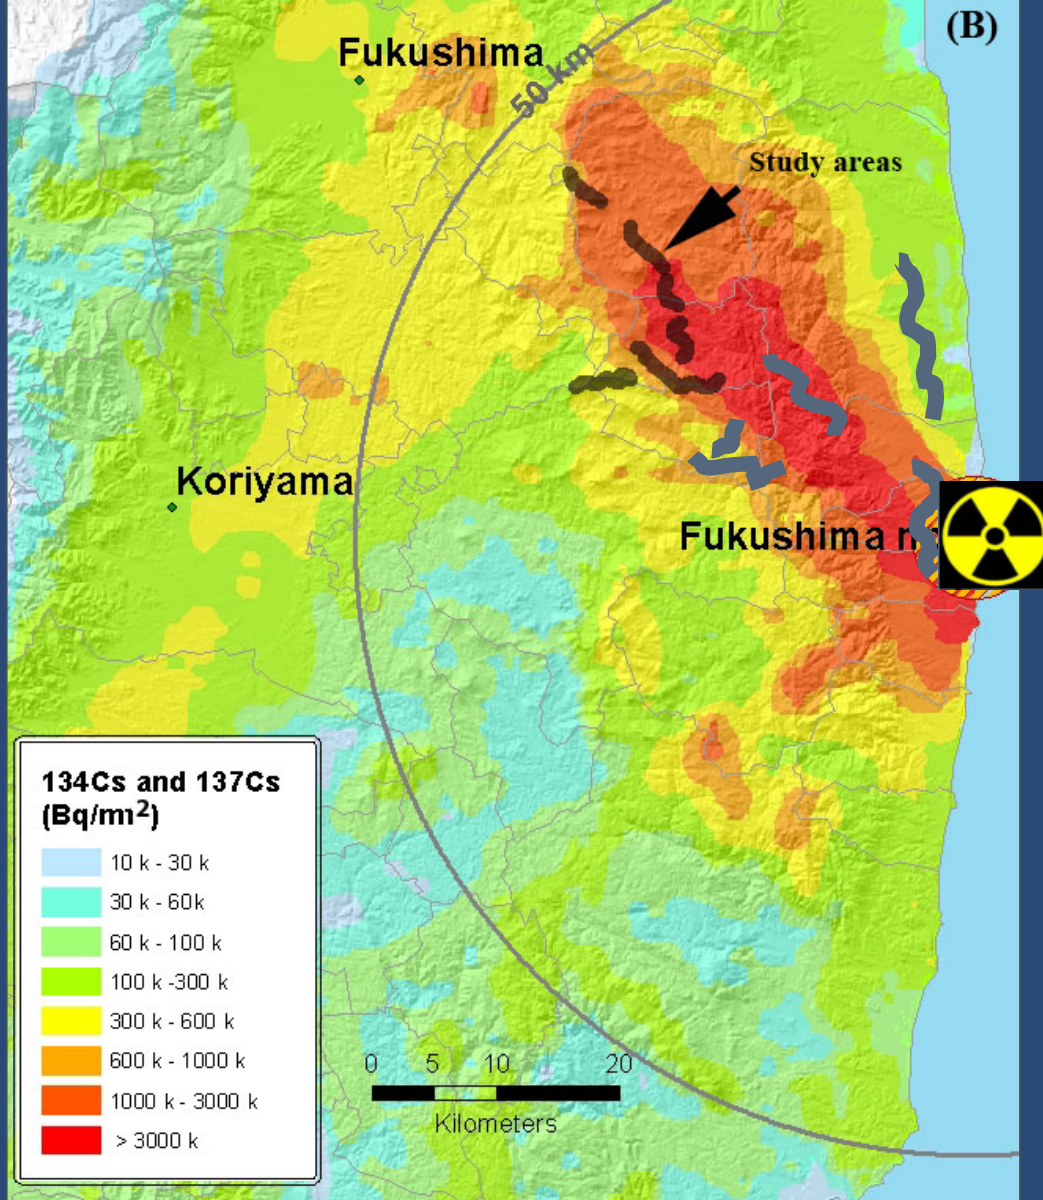 (B)
Fukushima
50 km
Study areas
Koriyama
Fukushima
134Cs and 137Cs
(Bq/m²)
10 k - 30 k
30 k - 60k
60 k - 100 k
100 k -300 k
300 k - 600 k
600 k - 1000 k
1000 k - 3000 k
> 3000 k
0 5 10 20
Kilometers